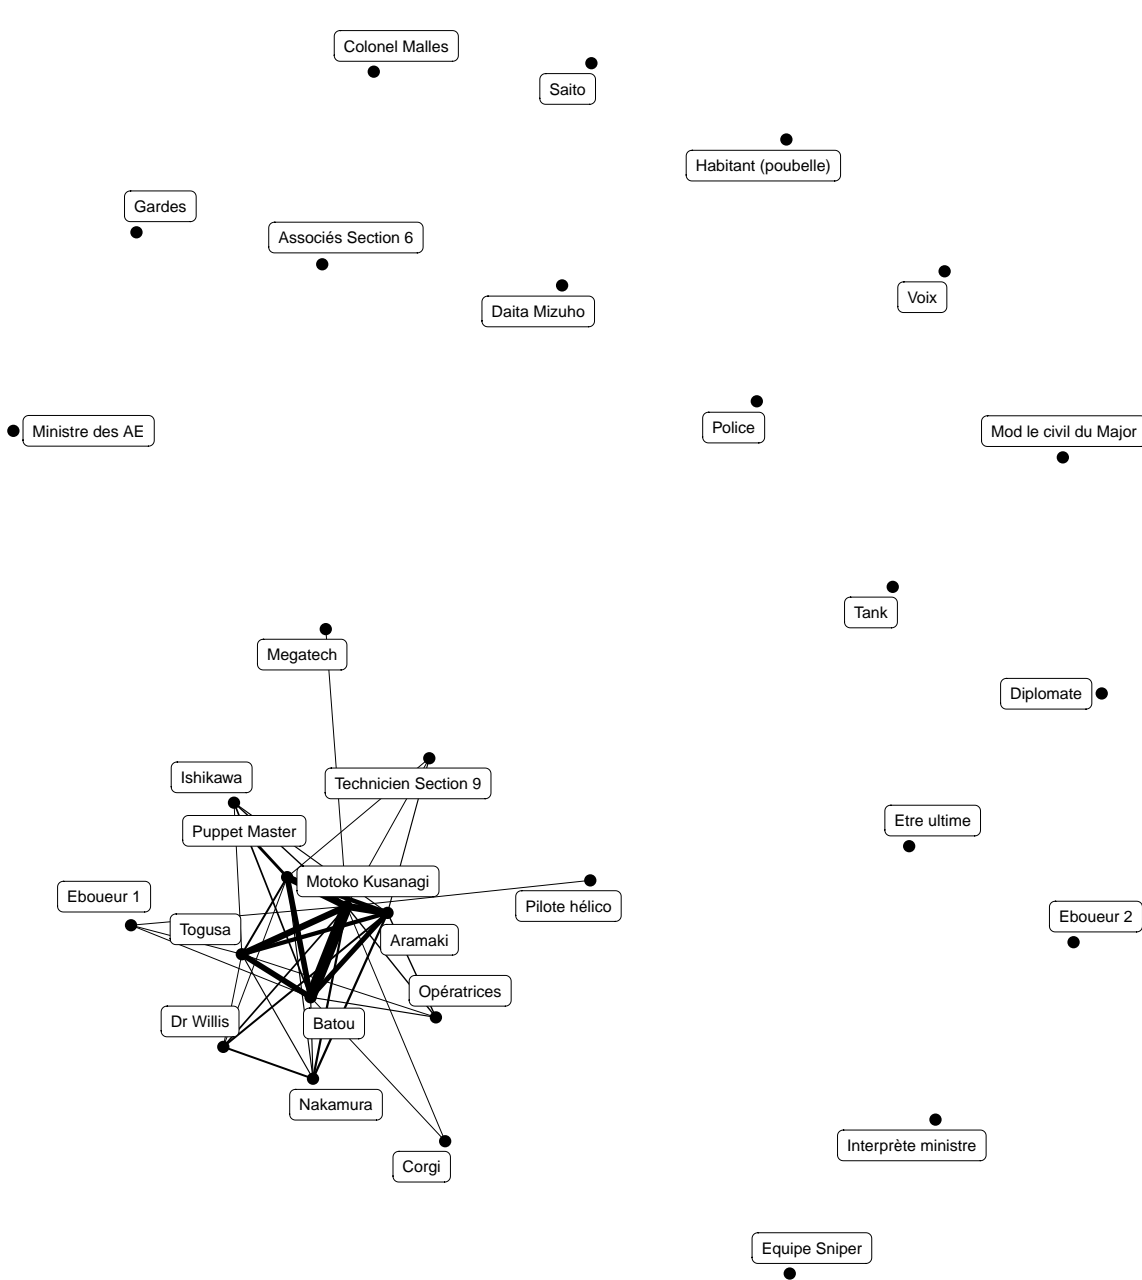 Colonel Malles
Saito
Habitant (poubelle)
Gardes
Associés Section 6
Voix
Daita Mizuho
Police
Ministre des AE
Mod le civil du Major
Tank
Megatech
Diplomate
Ishikawa
Technicien Section 9
Etre ultime
Puppet Master
Motoko Kusanagi
Eboueur 1
Pilote hélico
Eboueur 2
Togusa
Aramaki
Opératrices
Dr Willis
Batou
Nakamura
Interprète ministre
Corgi
Equipe Sniper